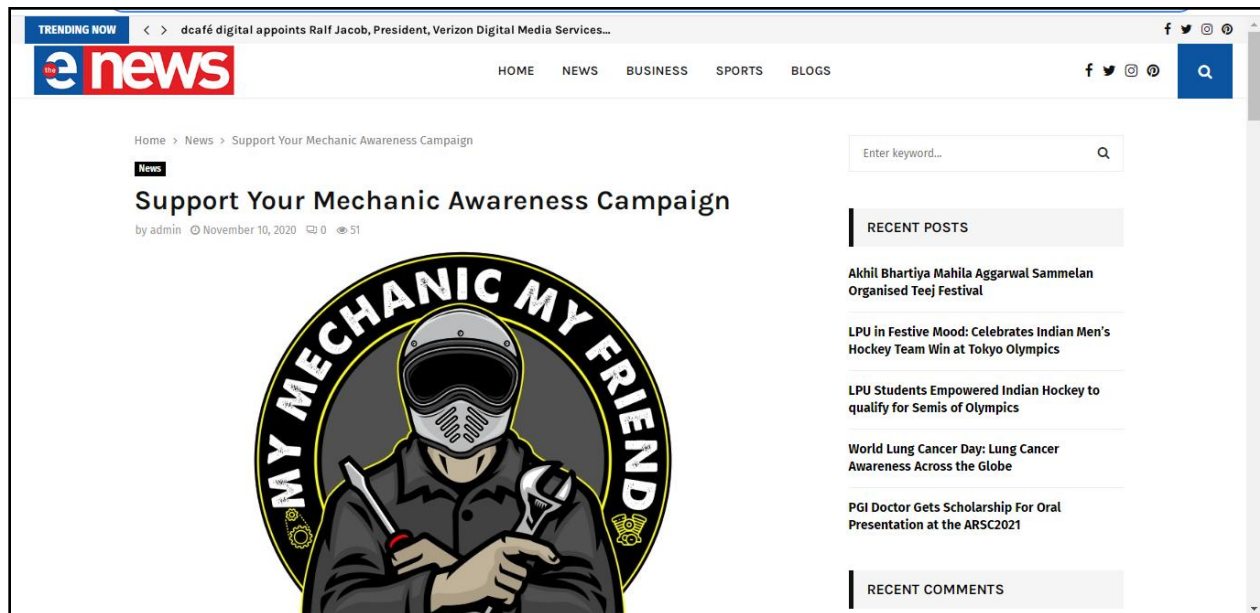 TRENDING NOW
dcafé digital appoints Ralf Jacob, President, Verizon Digital Media Services...
the e news
HOME NEWS BUSINESS SPORTS BLOGS
Home > News > Support Your Mechanic Awareness Campaign
News
Support Your Mechanic Awareness Campaign
by admin November 10, 2020 0 51
MY MECHANIC MY FRIEND
Enter keyword...
RECENT POSTS
Akhil Bhartiya Mahila Aggarwal Sammelan
Organised Teej Festival
LPU in Festive Mood: Celebrates Indian Men's
Hockey Team Win at Tokyo Olympics
LPU Students Empowered Indian Hockey to
qualify for Semis of Olympics
World Lung Cancer Day: Lung Cancer
Awareness Across the Globe
PGI Doctor Gets Scholarship For Oral
Presentation at the ARSC2021
RECENT COMMENTS